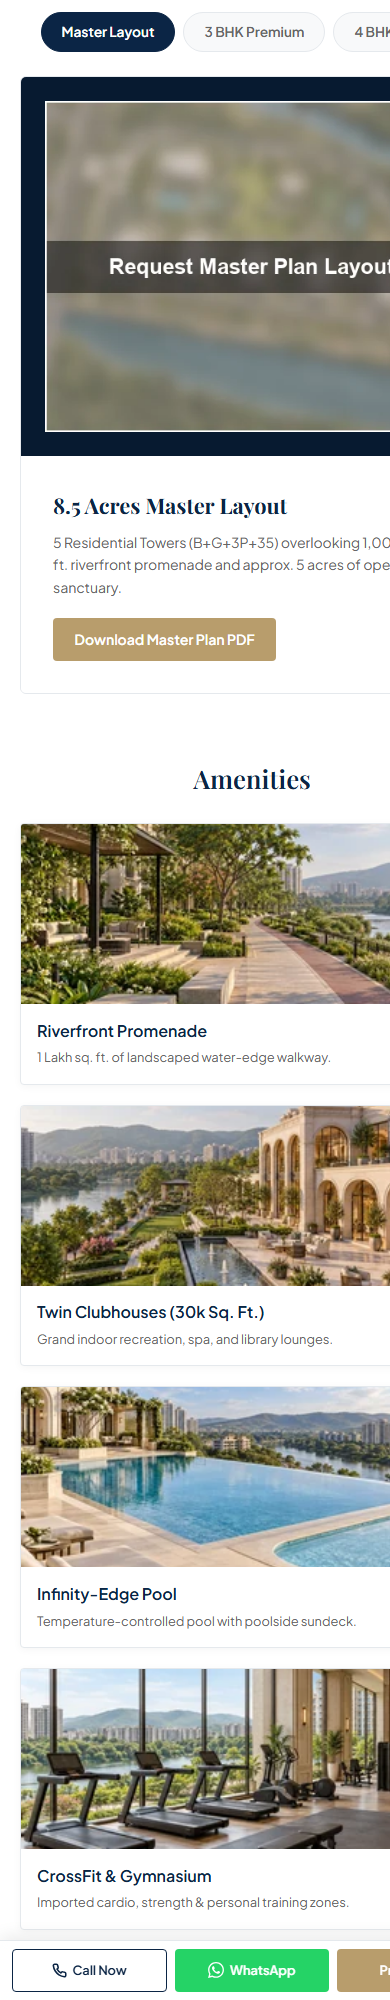 Master Layout
3 BHK Premium
4 BHK
Request Master Plan Layout
8.5 Acres Master Layout
5 Residential Towers (B+G+3P+35) overlooking 1,00
ft. riverfront promenade and approx. 5 acres of ope
sanctuary.
Download Master Plan PDF
Amenities
Riverfront Promenade
1 Lakh sq. ft. of landscaped water-edge walkway.
Twin Clubhouses (30k Sq. Ft.)
Grand indoor recreation, spa, and library lounges.
Infinity-Edge Pool
Temperature-controlled pool with poolside sundeck.
CrossFit & Gymnasium
Imported cardio, strength & personal training zones.
Call Now
WhatsApp
Pr